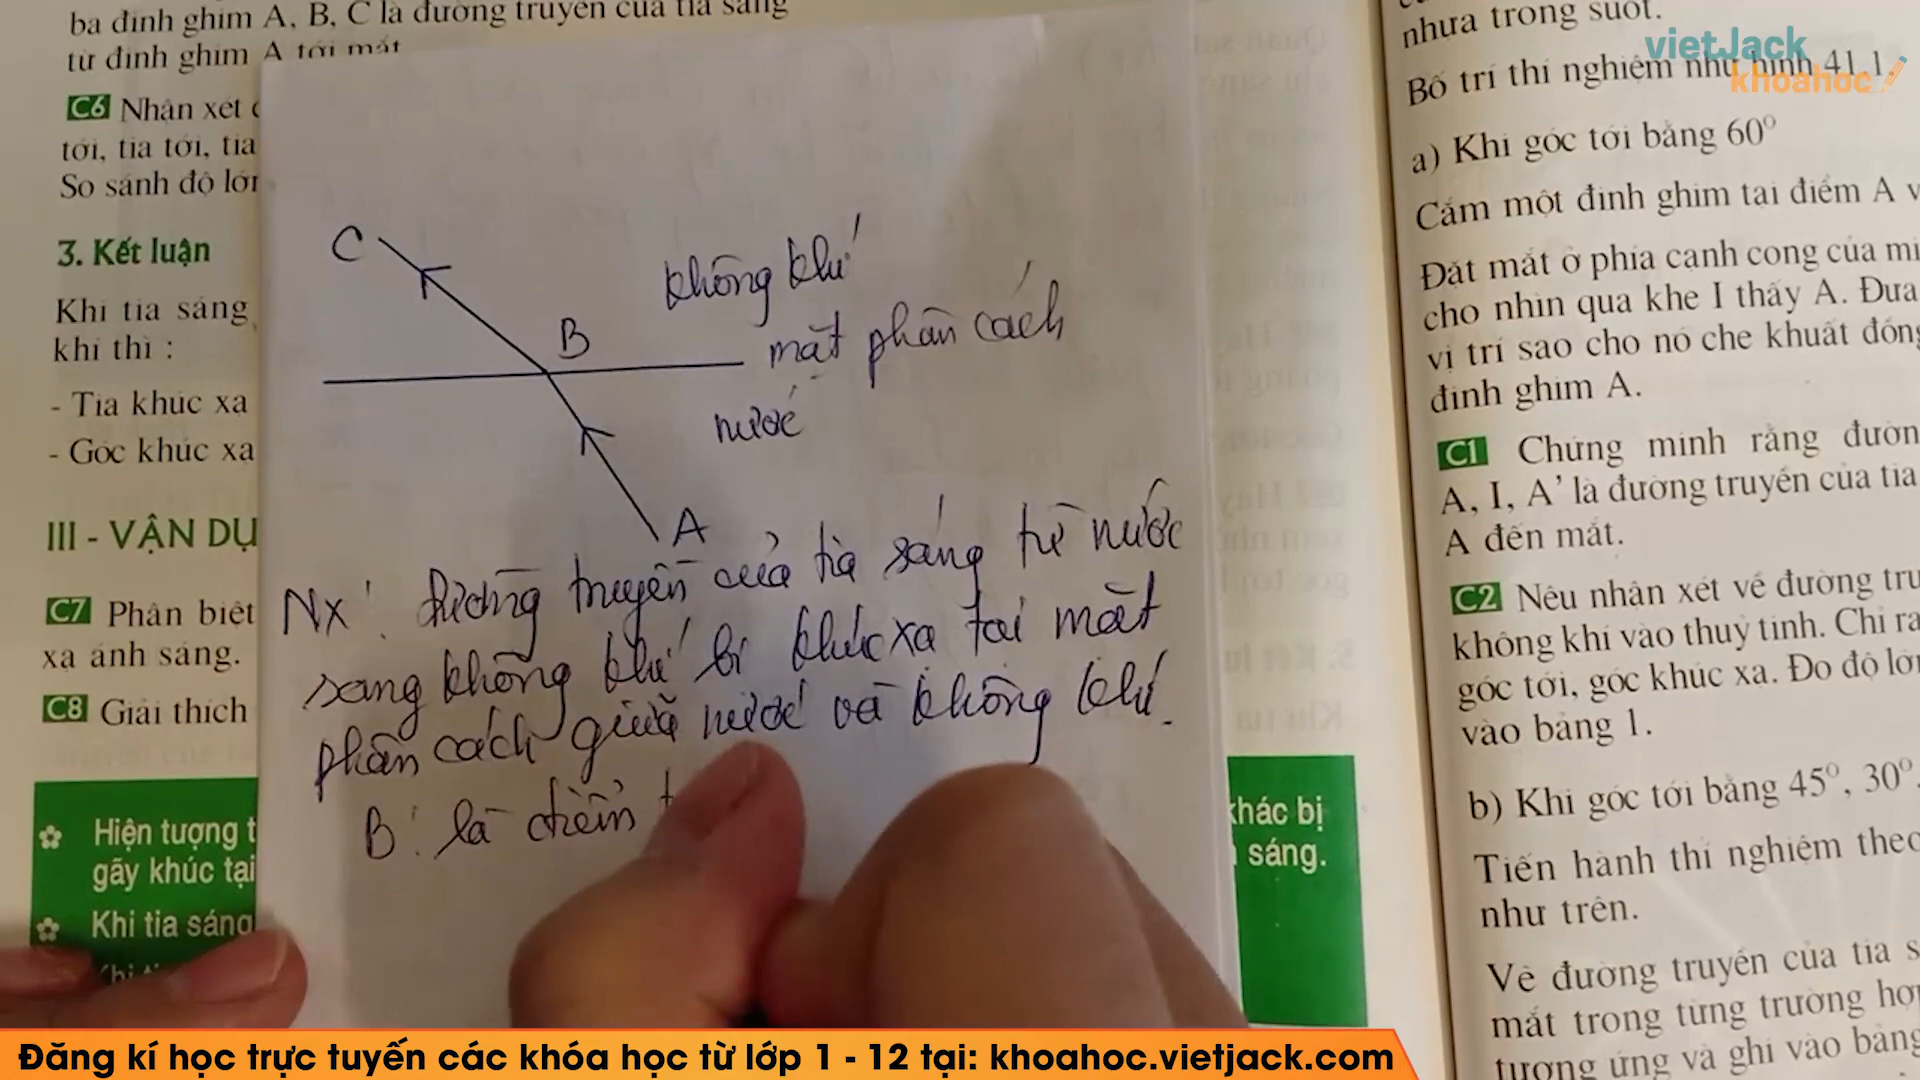 ba đinh ghim A, B, C là đường truyền của tia sáng
từ đinh ghim A tới mắt
C6 Nhận xét
tới, tia tới, tia
So sánh độ lớn
3. Kết luận
Khi tia sáng
khí thì :
- Tia khúc xạ
- Góc khúc xạ
III - VẬN DỤ
C7 Phân biệt
xạ ánh sáng.
C8 Giải thích
Hiện tượng t
gãy khúc tại
Khi tia sáng
C
không khí
B
mặt phân cách
nước
A
Nx: Đường truyền của tia sáng từ nước
sang không khí bị khúc xạ tại mặt
phân cách giữa nước và không khí.
B: là điểm t
khác bị
sáng.
nhựa trong suốt.
Bố trí thí nghiệm như hình 41.1.
a) Khi góc tới bằng 60°
Cắm một đinh ghim tại điểm A v
Đặt mắt ở phía cạnh cong của mi
cho nhìn qua khe I thấy A. Đưa
vị trí sao cho nó che khuất đồng
đinh ghim A.
C1 Chứng minh rằng đườn
A, I, A' là đường truyền của tia
A đến mắt.
C2 Nêu nhận xét về đường tru
không khí vào thuỷ tinh. Chỉ ra
góc tới, góc khúc xạ. Đo độ lớn
vào bảng 1.
b) Khi góc tới bằng 45°, 30°
Tiến hành thí nghiệm theo
như trên.
Vẽ đường truyền của tia s
mắt trong từng trường hợ
tương ứng và ghi vào bảng
vietJack
khoahoc
Đăng kí học trực tuyến các khóa học từ lớp 1 - 12 tại: khoahoc.vietjack.com